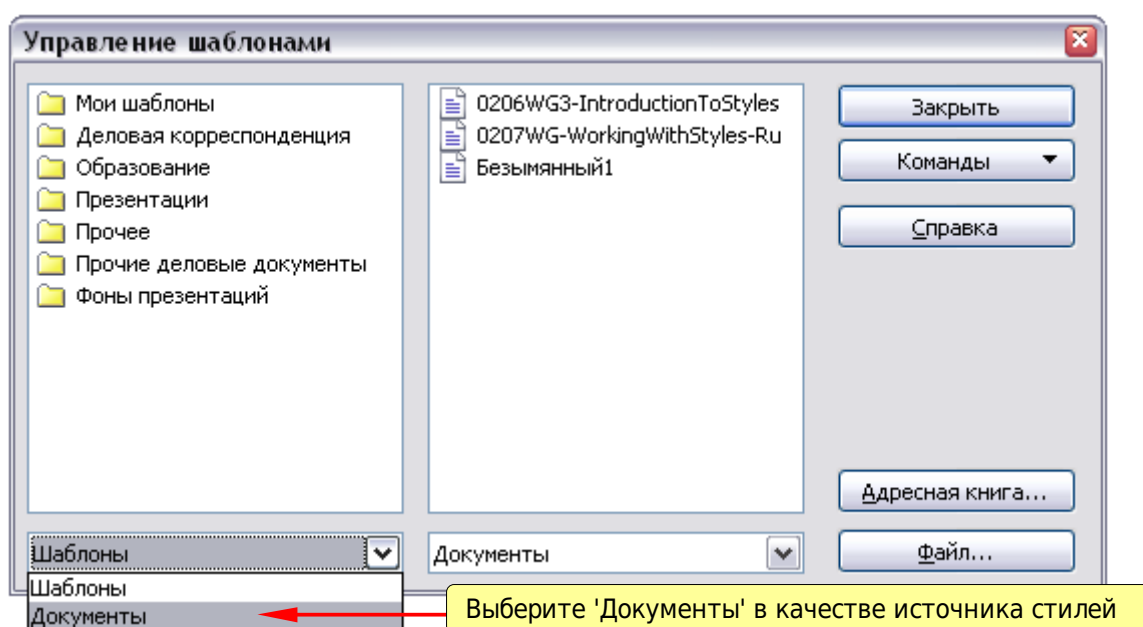 Управление шаблонами
Мои шаблоны
Деловая корреспонденция
Образование
Презентации
Прочее
Прочие деловые документы
Фоны презентаций
0206WG3-IntroductionToStyles
0207WG-WorkingWithStyles-Ru
Безымянный1
Закрыть
Команды
Справка
Адресная книга...
Файл...
Шаблоны
Документы
Шаблоны
Документы
Выберите 'Документы' в качестве источника стилей